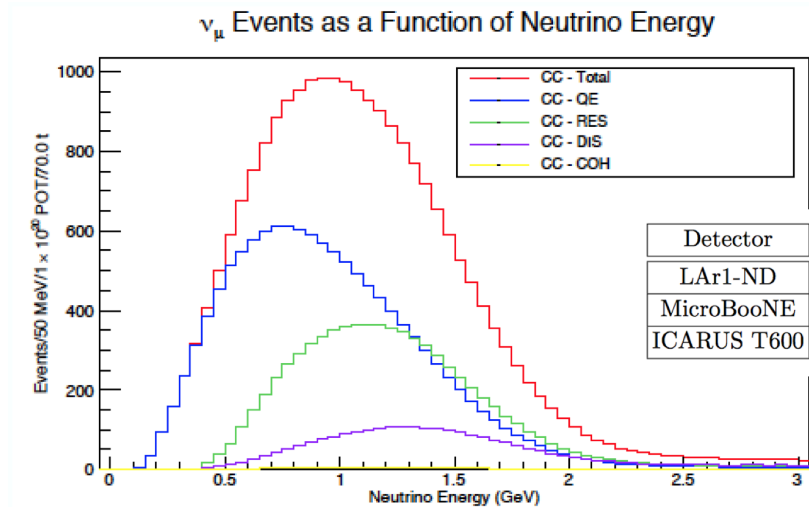 νμ Events as a Function of Neutrino Energy
Events/50 MeV/1 × 10²⁰ POT/70.0 t
1000
800
600
400
200
0
CC - Total
CC - QE
CC - RES
CC - DIS
CC - COH
Detector
LAr1-ND
MicroBooNE
ICARUS T600
0 0.5 1 1.5 2 2.5 3
Neutrino Energy (GeV)